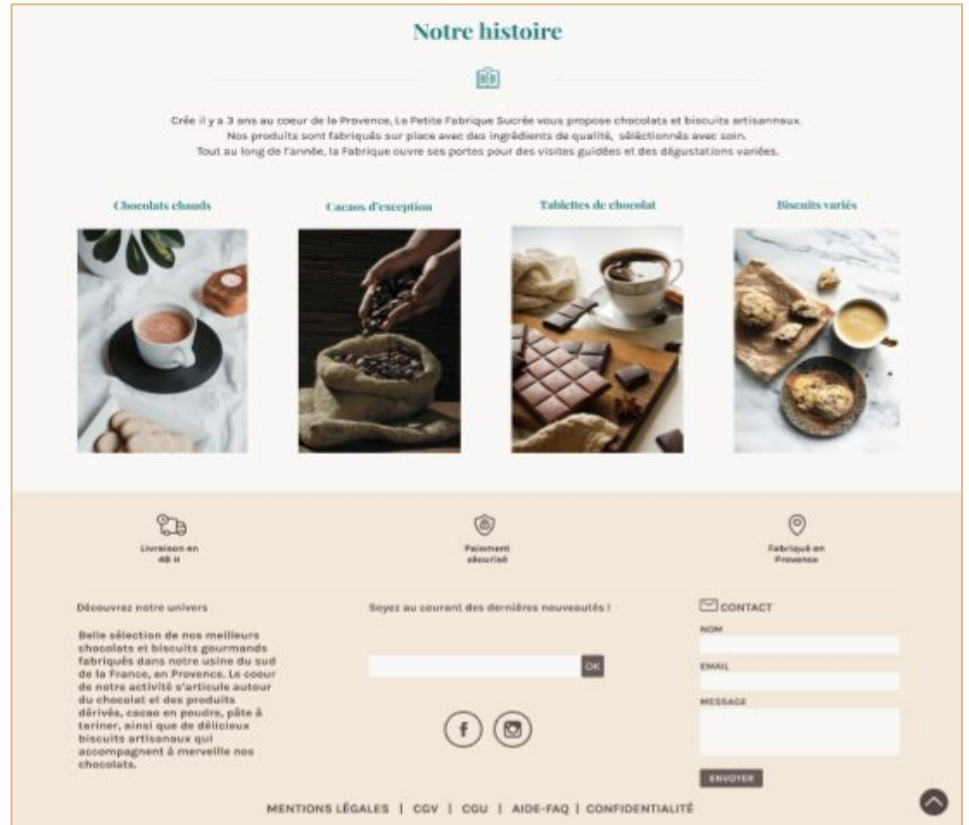 Notre histoire
Crée il y a 3 ans au coeur de la Provence, La Petite Fabrique Sucrée vous propose chocolats et biscuits artisannaux.
Nos produits sont fabriqués sur place avec des ingrédients de qualité, séléctionnés avec soin.
Tout au long de l'année, la Fabrique ouvre ses portes pour des visites guidées et des dégustations variées.
Chocolats chauds
Cacaos d'exception
Tablettes de chocolat
Biscuits variés
Livraison en
48 H
Paiement
sécurisé
Fabriqué en
Provence
Découvrez notre univers
Belle sélection de nos meilleurs
chocolats et biscuits gourmands
fabriqués dans notre usine du sud
de la France, en Provence. Le coeur
de notre activité s'articule autour
du chocolat et des produits
dérivés, cacao en poudre, pâte à
tariner, ainsi que de délicieux
biscuits artisanaux qui
accompagnent à merveille nos
chocolats.
Soyez au courant des dernières nouveautés !
OK
CONTACT
NOM
EMAIL
MESSAGE
ENVOYER
MENTIONS LÉGALES | CGV | CGU | AIDE-FAQ | CONFIDENTIALITÉ